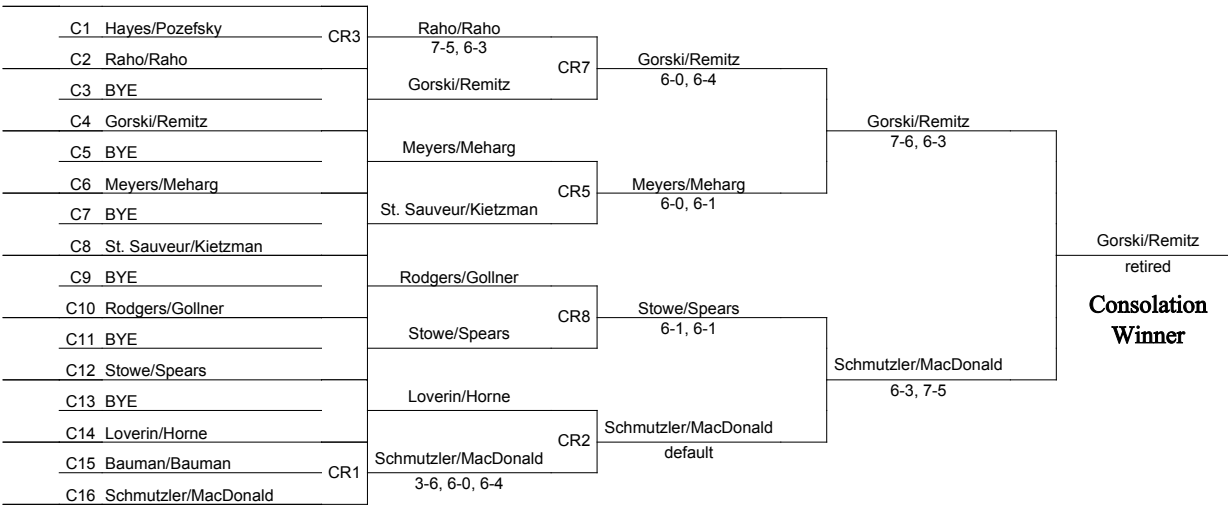 C1 Hayes/Pozefsky
CR3
C2 Raho/Raho
C3 BYE
C4 Gorski/Remitz
C5 BYE
C6 Meyers/Meharg
C7 BYE
C8 St. Sauveur/Kietzman
C9 BYE
C10 Rodgers/Gollner
C11 BYE
C12 Stowe/Spears
C13 BYE
C14 Loverin/Horne
C15 Bauman/Bauman
CR1
C16 Schmutzler/MacDonald
Raho/Raho
7-5, 6-3
CR7
Gorski/Remitz
Meyers/Meharg
CR5
St. Sauveur/Kietzman
Rodgers/Gollner
CR8
Stowe/Spears
Loverin/Horne
CR2
Schmutzler/MacDonald
3-6, 6-0, 6-4
Gorski/Remitz
6-0, 6-4
Meyers/Meharg
6-0, 6-1
Stowe/Spears
6-1, 6-1
Schmutzler/MacDonald
default
Gorski/Remitz
7-6, 6-3
Schmutzler/MacDonald
6-3, 7-5
Gorski/Remitz
retired
Consolation
Winner